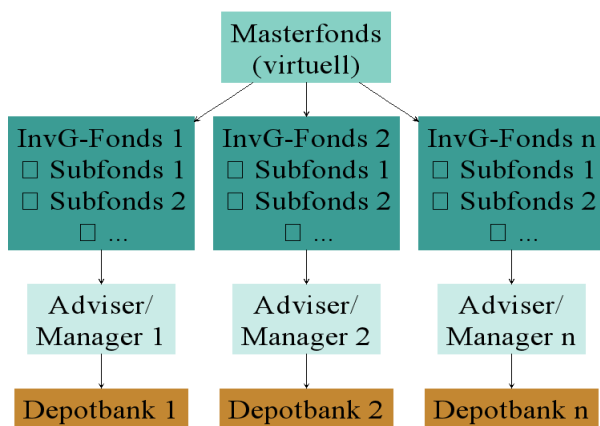 Masterfonds
(virtuell)
InvG-Fonds 1
□ Subfonds 1
□ Subfonds 2
□ ...
InvG-Fonds 2
□ Subfonds 1
□ Subfonds 2
□ ...
InvG-Fonds n
□ Subfonds 1
□ Subfonds 2
□ ...
Adviser/
Manager 1
Adviser/
Manager 2
Adviser/
Manager n
Depotbank 1
Depotbank 2
Depotbank n